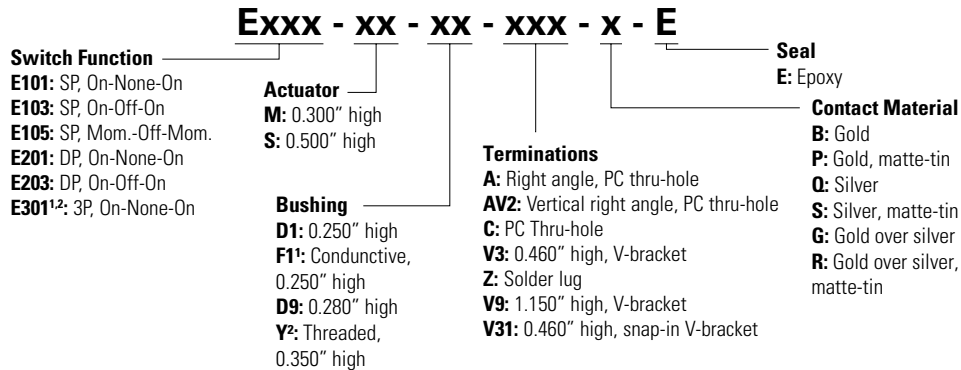 Exxx - xx - xx - xxx - x - E
Switch Function
E101: SP, On-None-On
E103: SP, On-Off-On
E105: SP, Mom.-Off-Mom.
E201: DP, On-None-On
E203: DP, On-Off-On
E301¹,²: 3P, On-None-On
Actuator
M: 0.300” high
S: 0.500” high
Bushing
D1: 0.250” high
F1¹: Condunctive,
0.250” high
D9: 0.280” high
Y²: Threaded,
0.350” high
Terminations
A: Right angle, PC thru-hole
AV2: Vertical right angle, PC thru-hole
C: PC Thru-hole
V3: 0.460” high, V-bracket
Z: Solder lug
V9: 1.150” high, V-bracket
V31: 0.460” high, snap-in V-bracket
Seal
E: Epoxy
Contact Material
B: Gold
P: Gold, matte-tin
Q: Silver
S: Silver, matte-tin
G: Gold over silver
R: Gold over silver,
matte-tin